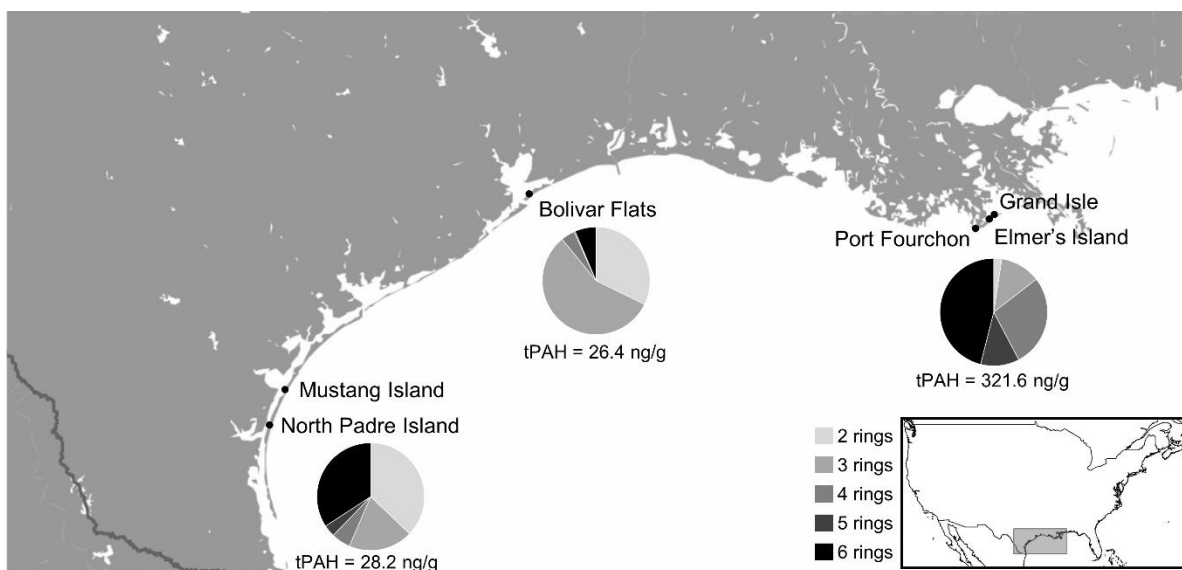 Bolivar Flats
tPAH = 26.4 ng/g
Grand Isle
Port Fourchon
Elmer's Island
tPAH = 321.6 ng/g
Mustang Island
North Padre Island
tPAH = 28.2 ng/g
2 rings
3 rings
4 rings
5 rings
6 rings